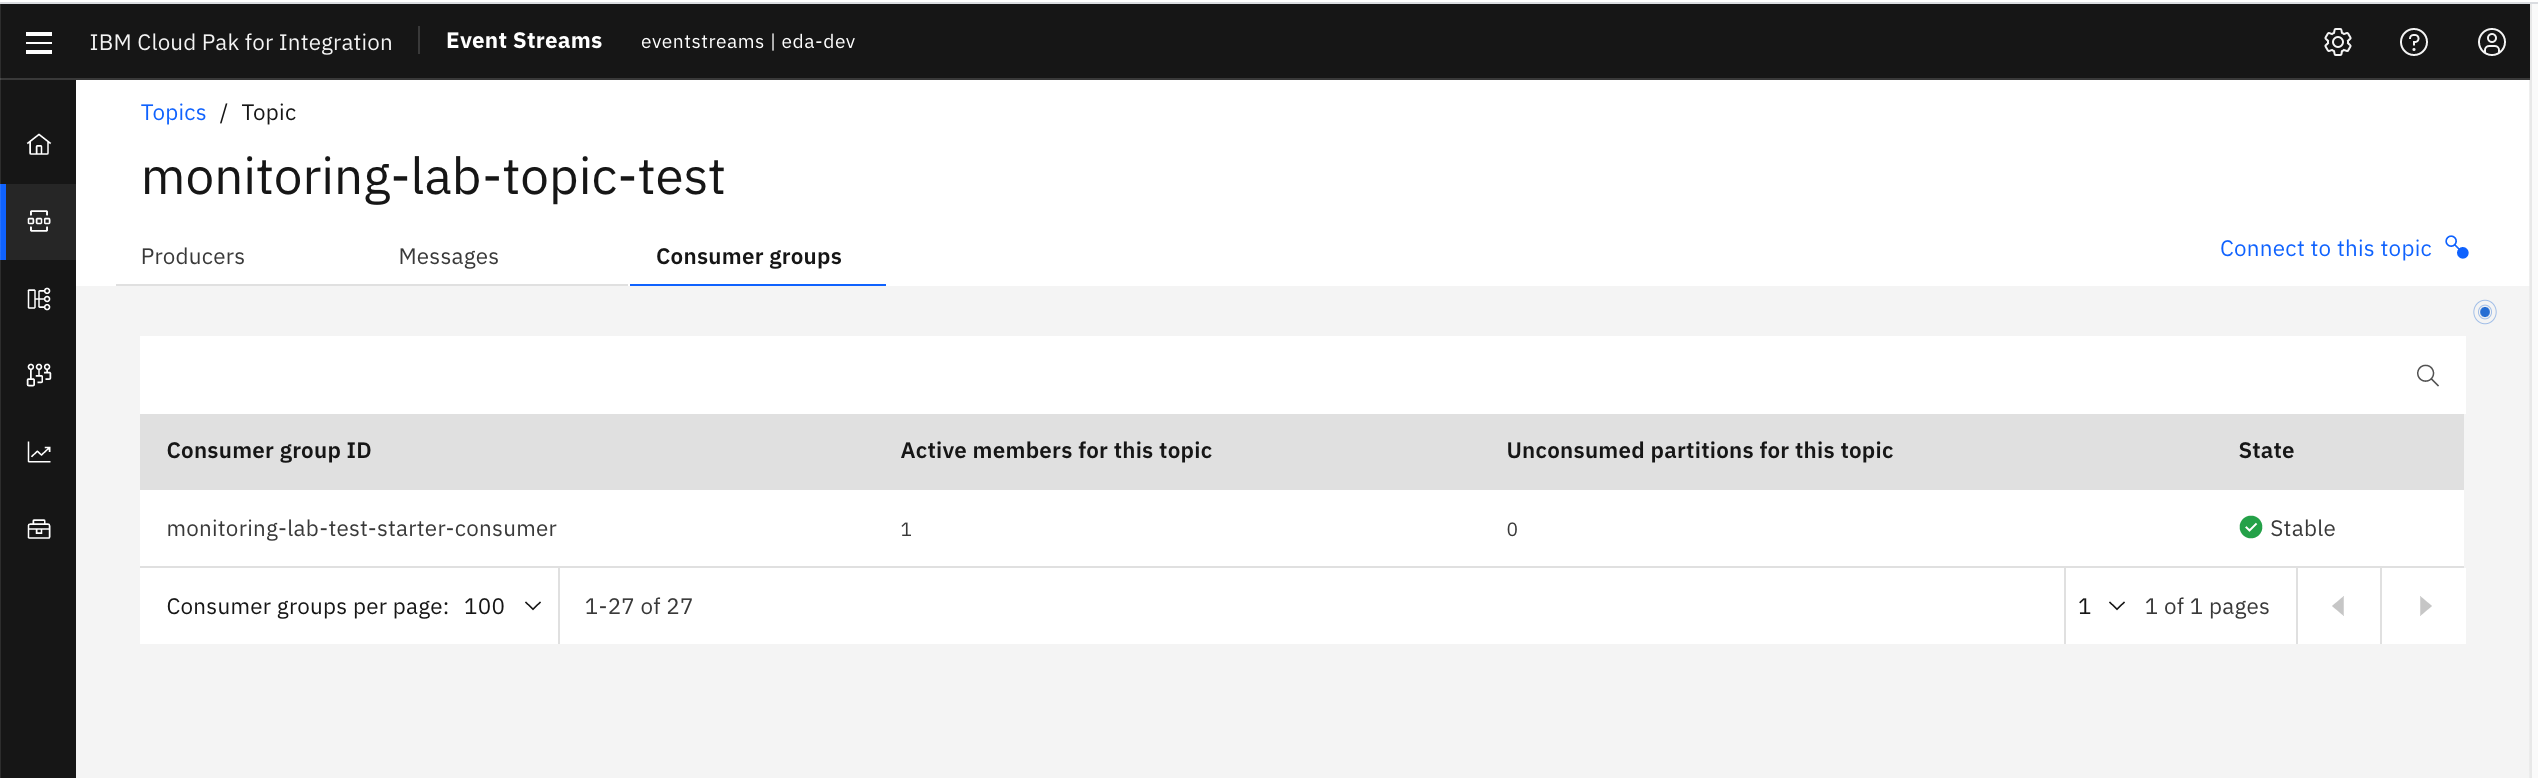 IBM Cloud Pak for Integration Event Streams eventstreams | eda-dev
Topics / Topic
monitoring-lab-topic-test
Producers Messages Consumer groups Connect to this topic
Consumer group ID Active members for this topic Unconsumed partitions for this topic State
monitoring-lab-test-starter-consumer 1 0 Stable
Consumer groups per page: 100 1-27 of 27 1 1 of 1 pages